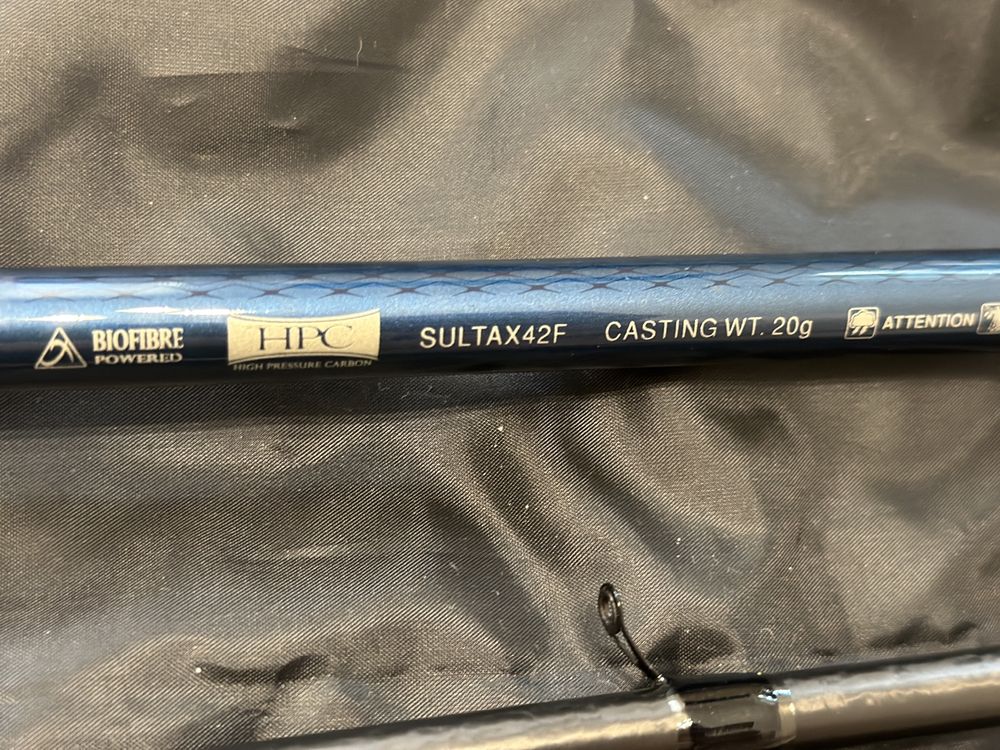 BIOFIBRE
POWERED
HPC
HIGH PRESSURE CARBON
SULTAX42F
CASTING WT. 20g
ATTENTION